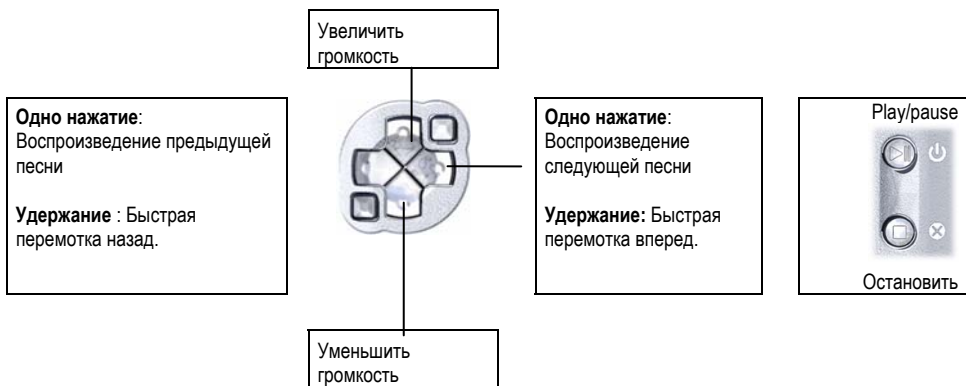 Увеличить
громкость
Одно нажатие:
Воспроизведение предыдущей
песни
Удержание : Быстрая
перемотка назад.
Одно нажатие:
Воспроизведение
следующей песни
Удержание: Быстрая
перемотка вперед.
Play/pause
Остановить
Уменьшить
громкость